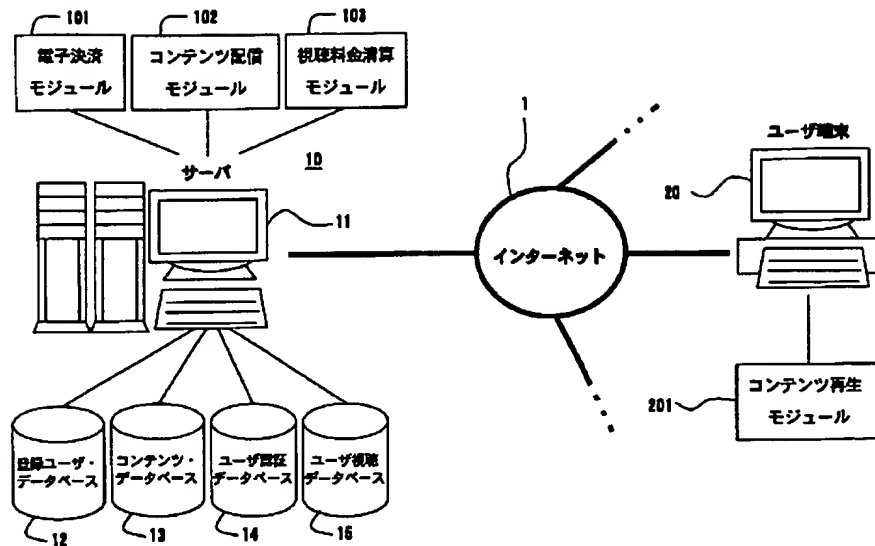 101
102
103
電子決済
モジュール
コンテンツ配信
モジュール
視聴料金清算
モジュール
サーバ
10
11
1
インターネット
ユーザ端末
20
コンテンツ再生
モジュール
201
登録ユーザ・
データベース
コンテンツ・
データベース
ユーザ認証
データベース
ユーザ視聴
データベース
12
13
14
15